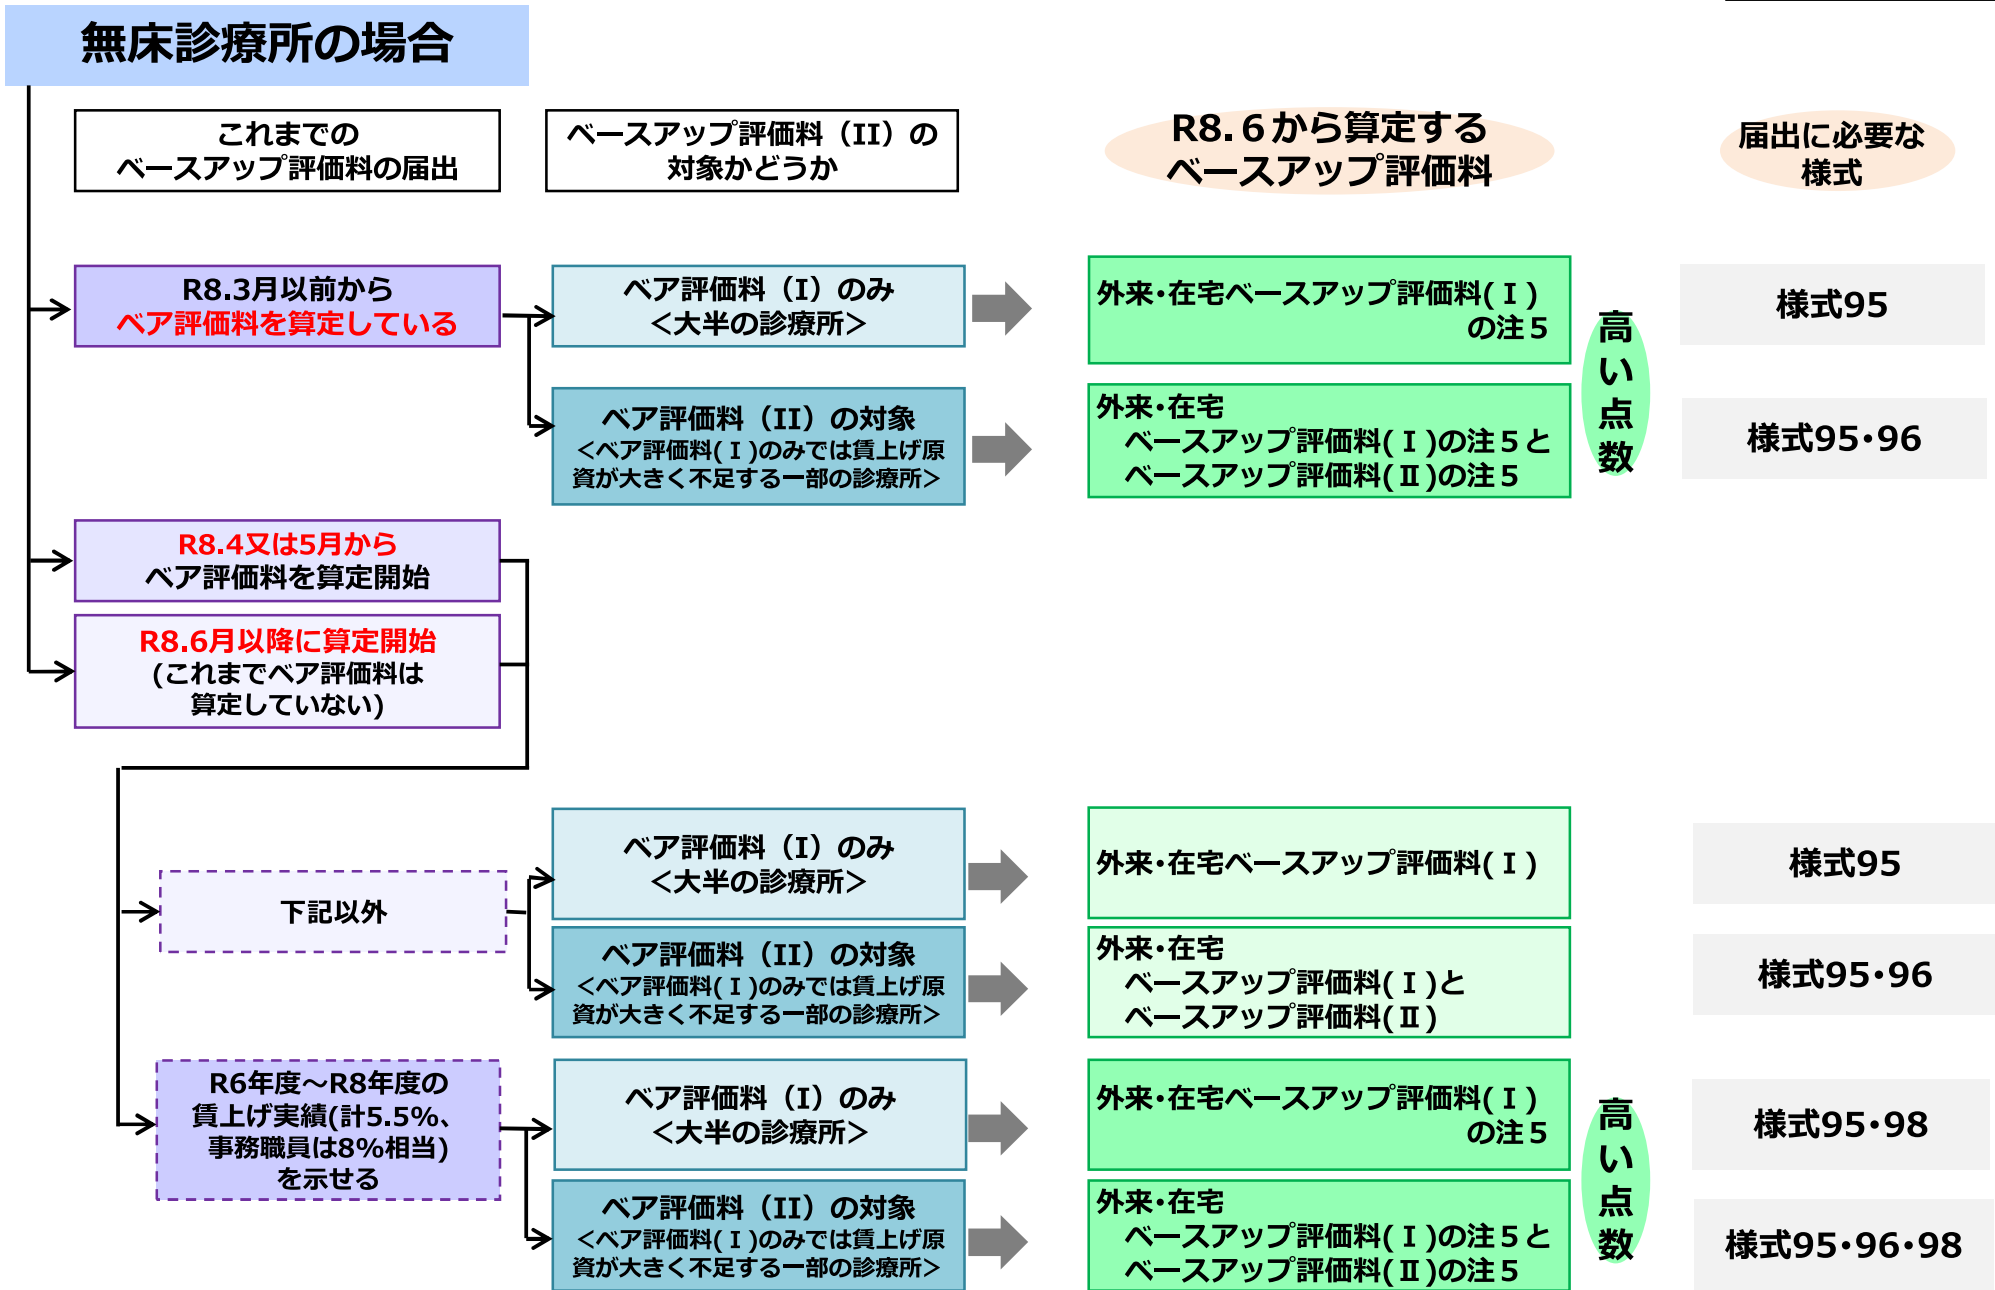 無床診療所の場合
これまでの
ベースアップ評価料の届出
ベースアップ評価料（II）の
対象かどうか
R8.６から算定する
ベースアップ評価料
届出に必要な
様式
R8.3月以前から
ベア評価料を算定している
ベア評価料（I）のみ
＜大半の診療所＞
外来・在宅ベースアップ評価料(Ⅰ)
の注５
様式95
ベア評価料（II）の対象
＜ベア評価料(Ⅰ)のみでは賃上げ原
資が大きく不足する一部の診療所＞
外来・在宅
ベースアップ評価料(Ⅰ)の注５と
ベースアップ評価料(Ⅱ)の注５
高い点数
様式95・96
R8.4又は5月から
ベア評価料を算定開始
R8.6月以降に算定開始
(これまでベア評価料は
算定していない)
下記以外
ベア評価料（I）のみ
＜大半の診療所＞
外来・在宅ベースアップ評価料(Ⅰ)
様式95
ベア評価料（II）の対象
＜ベア評価料(Ⅰ)のみでは賃上げ原
資が大きく不足する一部の診療所＞
外来・在宅
ベースアップ評価料(Ⅰ)と
ベースアップ評価料(Ⅱ)
様式95・96
R6年度～R8年度の
賃上げ実績(計5.5%、
事務職員は8%相当)
を示せる
ベア評価料（I）のみ
＜大半の診療所＞
外来・在宅ベースアップ評価料(Ⅰ)
の注５
様式95・98
ベア評価料（II）の対象
＜ベア評価料(Ⅰ)のみでは賃上げ原
資が大きく不足する一部の診療所＞
外来・在宅
ベースアップ評価料(Ⅰ)の注５と
ベースアップ評価料(Ⅱ)の注５
高い点数
様式95・96・98